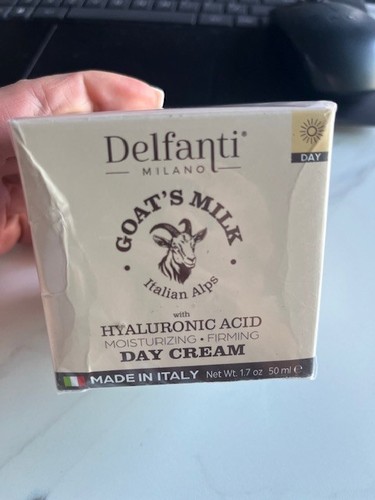 Delfanti®
MILANO
DAY
GOAT'S MILK
Italian Alps
with
HYALURONIC ACID
MOISTURIZING • FIRMING
DAY CREAM
MADE IN ITALY Net Wt. 1.7 oz 50 ml ℮